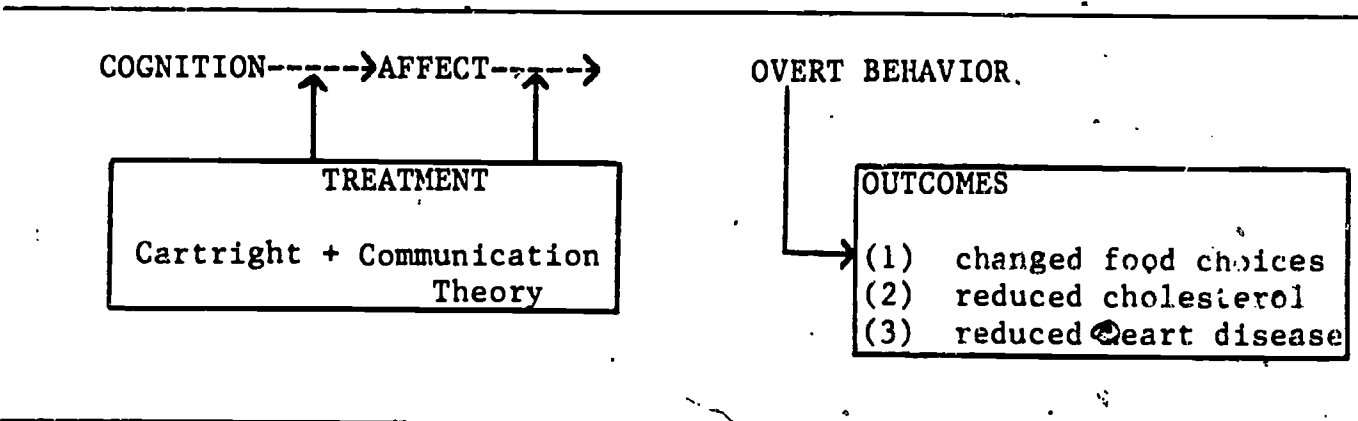 COGNITION----->AFFECT-----> OVERT BEHAVIOR.
TREATMENT
Cartright + Communication
Theory
OUTCOMES
(1) changed food choices
(2) reduced cholesterol
(3) reduced heart disease